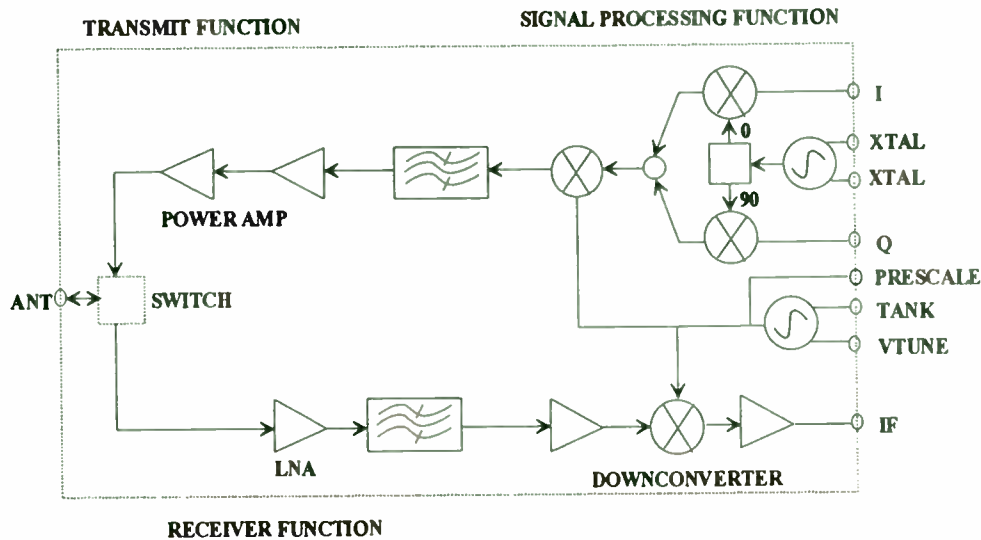 SIGNAL PROCESSING FUNCTION
TRANSMIT FUNCTION
I
0
XTAL
XTAL
90
POWER AMP
Q
PRESCALE
ANT
SWITCH
TANK
VTUNE
IF
LNA
DOWNCONVERTER
RECEIVER FUNCTION